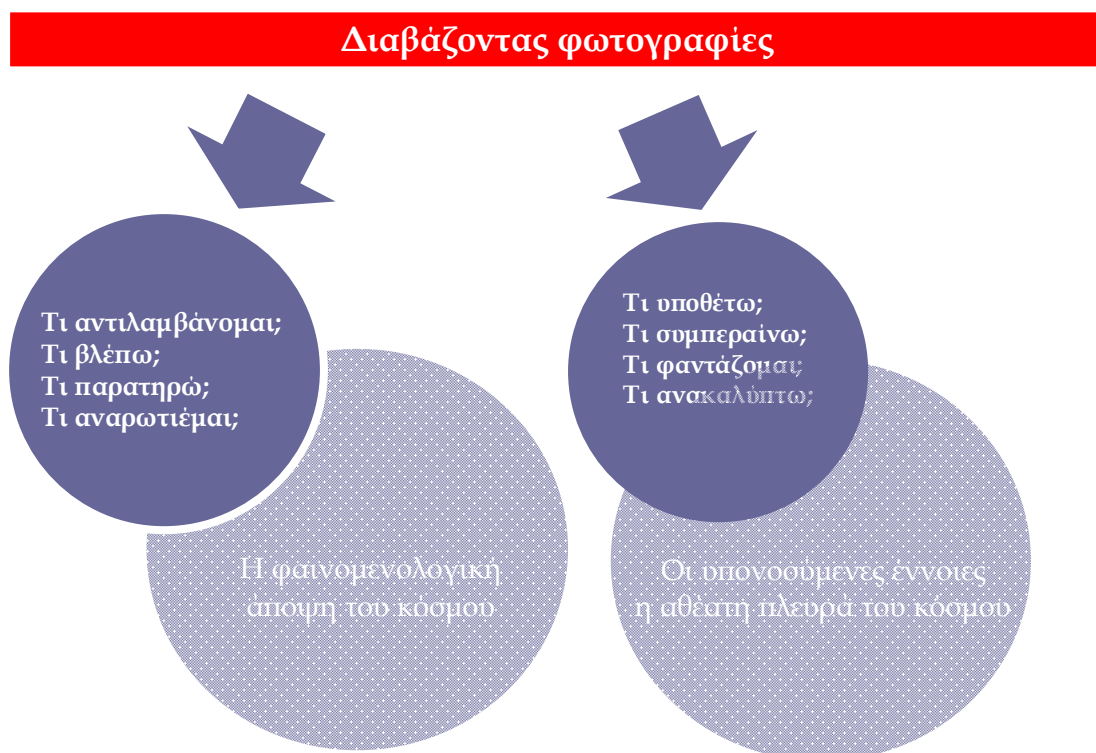 Διαβάζοντας φωτογραφίες
Τι αντιλαμβάνομαι;
Τι βλέπω;
Τι παρατηρώ;
Τι αναρωτιέμαι;
Η φαινομενολογική
άποψη του κόσμου
Τι υποθέτω;
Τι συμπεραίνω;
Τι φαντάζομαι;
Τι ανακαλύπτω;
Οι υπονοούμενες έννοιες
η αθέατη πλευρά του κόσμου